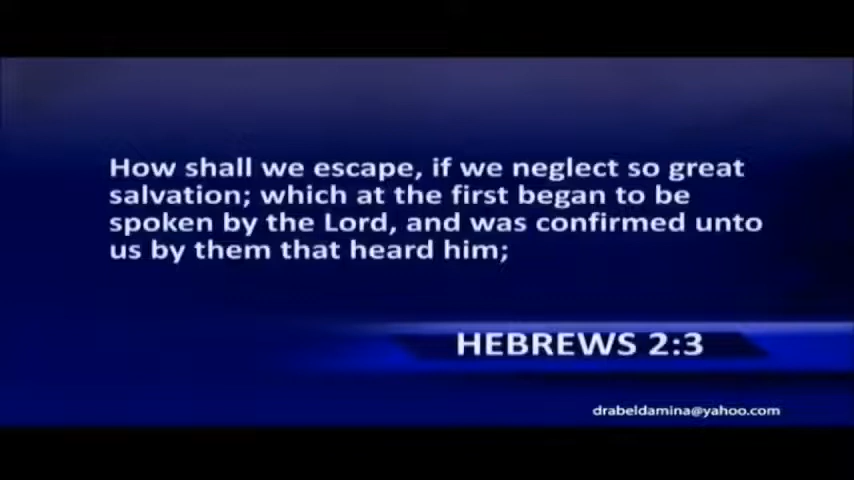 How shall we escape, if we neglect so great
salvation; which at the first began to be
spoken by the Lord, and was confirmed unto
us by them that heard him;
HEBREWS 2:3
drabeldamina@yahoo.com